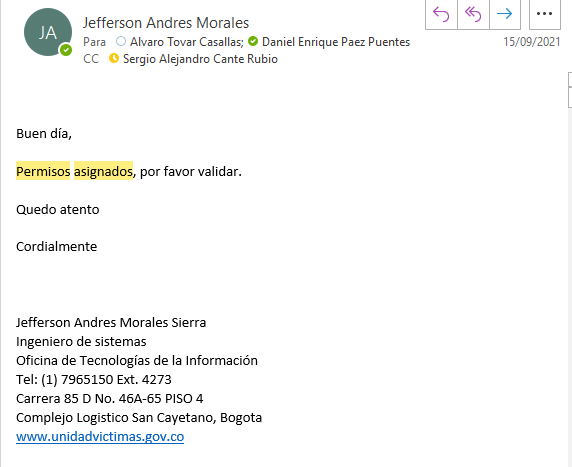 JA
Jefferson Andres Morales
Para Alvaro Tovar Casallas; Daniel Enrique Paez Puentes
15/09/2021
CC Sergio Alejandro Cante Rubio
Buen día,
Permisos asignados, por favor validar.
Quedo atento
Cordialmente
Jefferson Andres Morales Sierra
Ingeniero de sistemas
Oficina de Tecnologías de la Información
Tel: (1) 7965150 Ext. 4273
Carrera 85 D No. 46A-65 PISO 4
Complejo Logistico San Cayetano, Bogota
www.unidadvictimas.gov.co